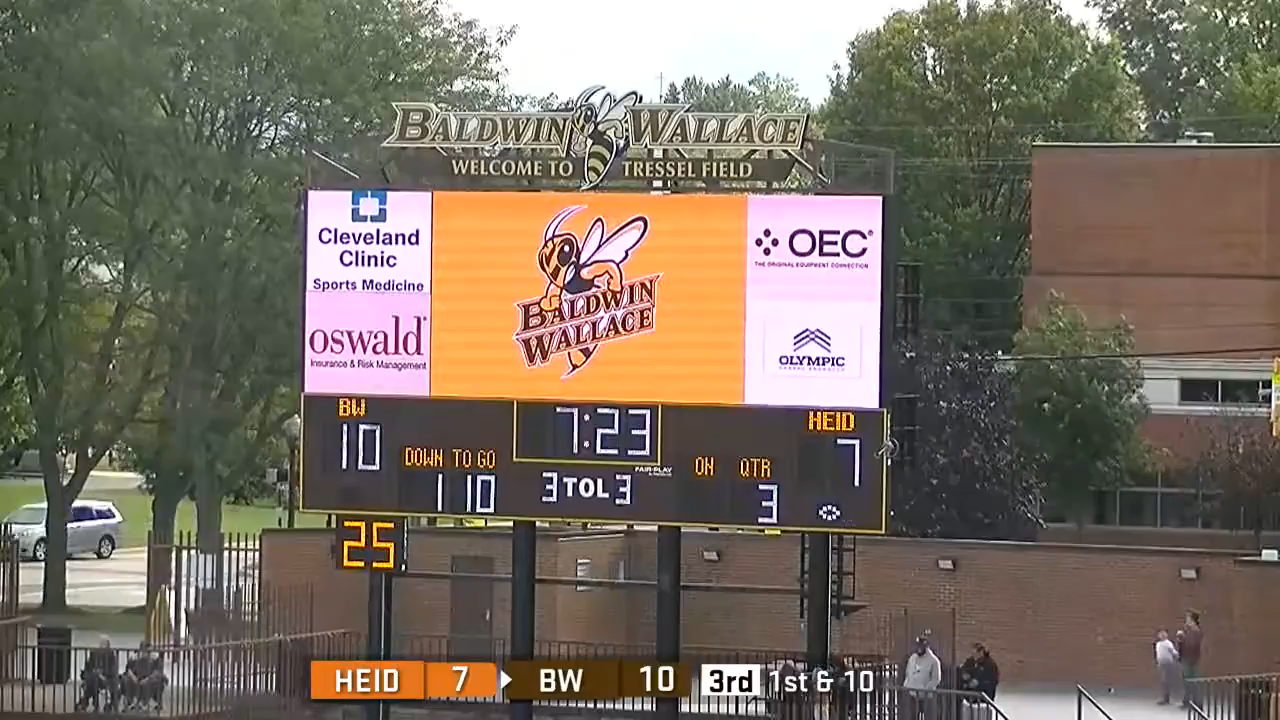 BALDWIN WALLACE
WELCOME TO TRESSEL FIELD
Cleveland
Clinic
Sports Medicine
oswald
Insurance & Risk Management
BALDWIN
WALLACE
OEC
THE ORIGINAL EQUIPMENT CONNECTION
OLYMPIC
BW
10
7:23
HEID
7
DOWN TO GO
1 10
FAIR-PLAY
3 TOL 3
ON QTR
3
25
HEID 7 BW 10 3rd 1st & 10